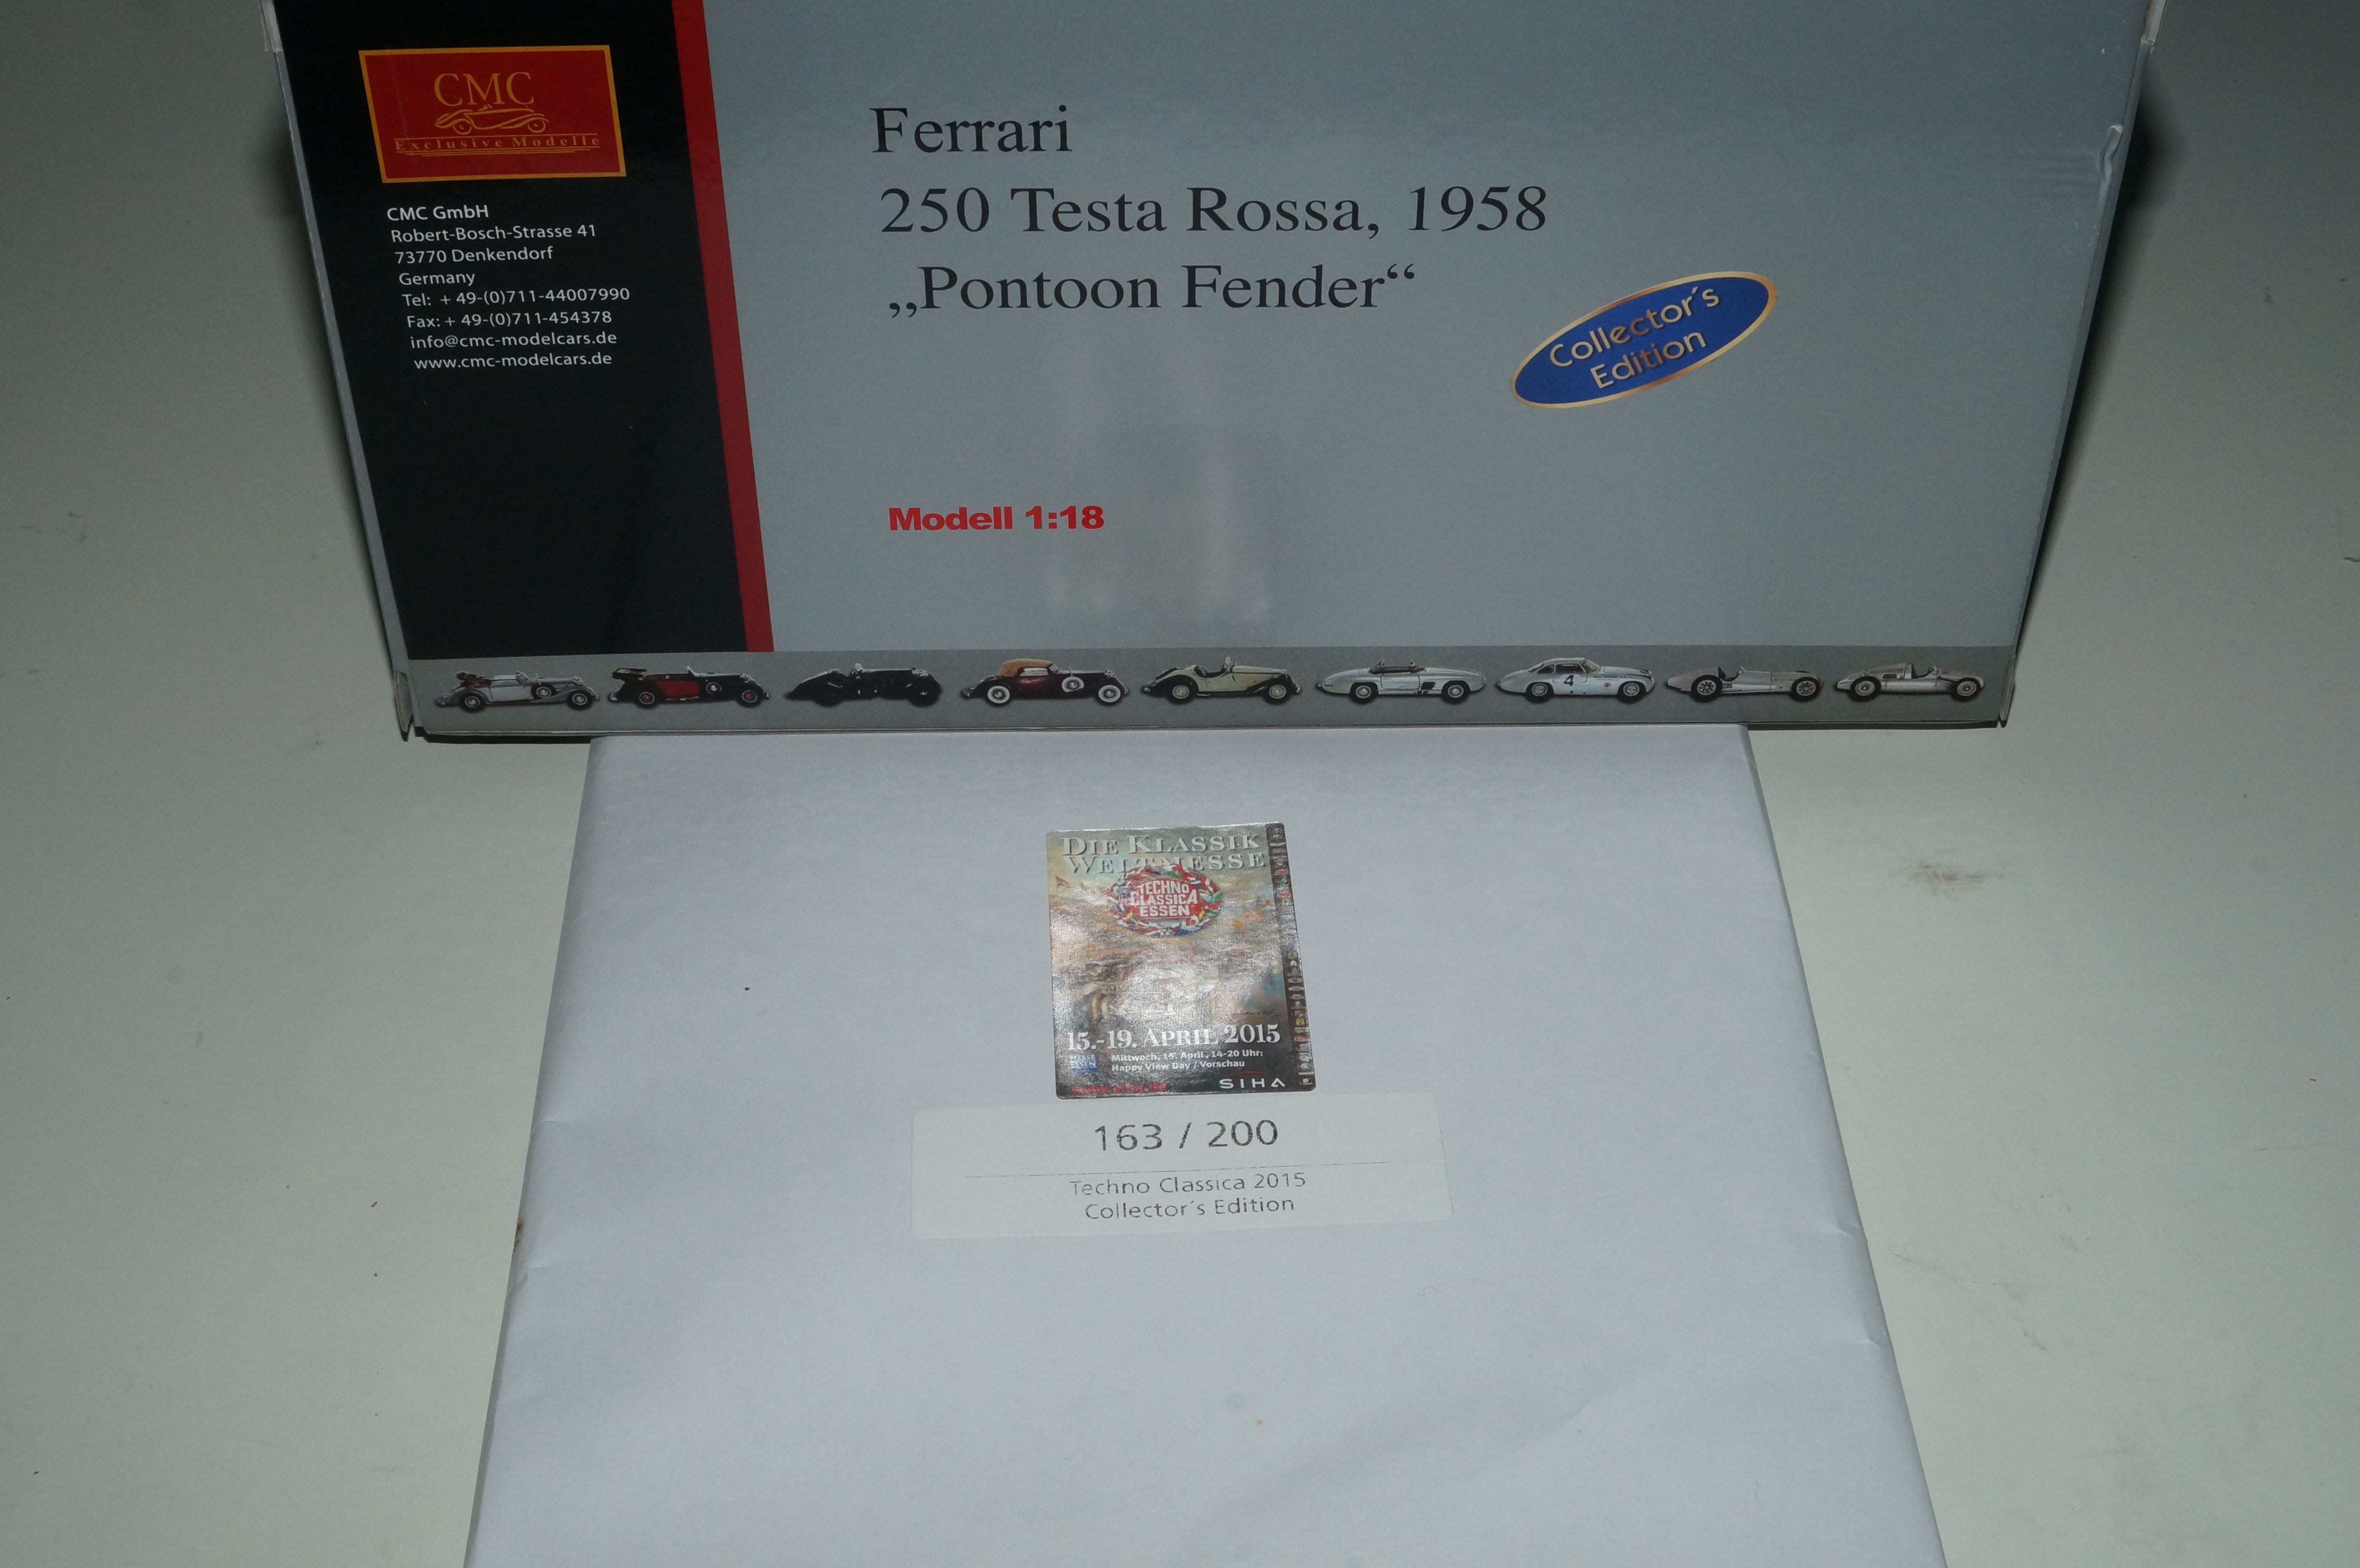 CMC
Exclusive Modelle
CMC GmbH
Robert-Bosch-Strasse 41
73770 Denkendorf
Germany
Tel: + 49-(0)711-44007990
Fax: + 49-(0)711-454378
info@cmc-modelcars.de
www.cmc-modelcars.de
Ferrari
250 Testa Rossa, 1958
„Pontoon Fender“
Collector´s
Edition
Modell 1:18
4
DIE KLASSIK
WELTMESSE
TECHNO
CLASSICA
ESSEN
15.-19. APRIL 2015
Mittwoch, 15. April, 14-20 Uhr:
Happy View Day / Vorschau
SIHA
163 / 200
Techno Classica 2015
Collector´s Edition